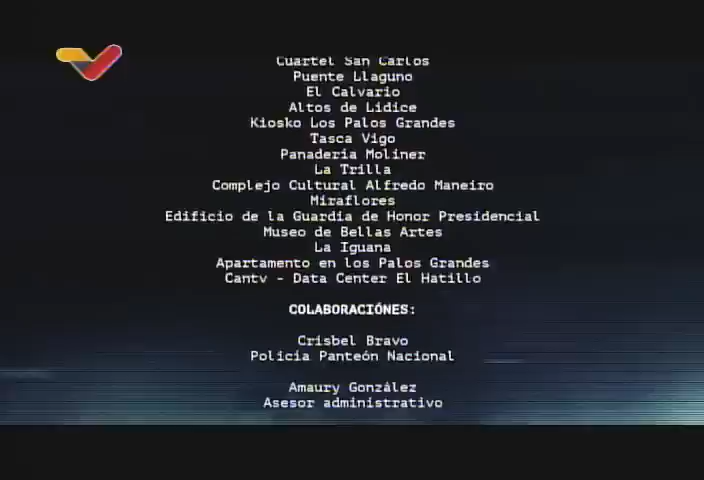 Cuartel San Carlos
Puente Llaguno
El Calvario
Altos de Lidice
Kiosko Los Palos Grandes
Tasca Vigo
Panadería Moliner
La Trilla
Complejo Cultural Alfredo Maneiro
Miraflores
Edificio de la Guardia de Honor Presidencial
Museo de Bellas Artes
La Iguana
Apartamento en los Palos Grandes
Cantv - Data Center El Hatillo
COLABORACIÓNES:
Crisbel Bravo
Policía Panteón Nacional
Amaury González
Asesor administrativo